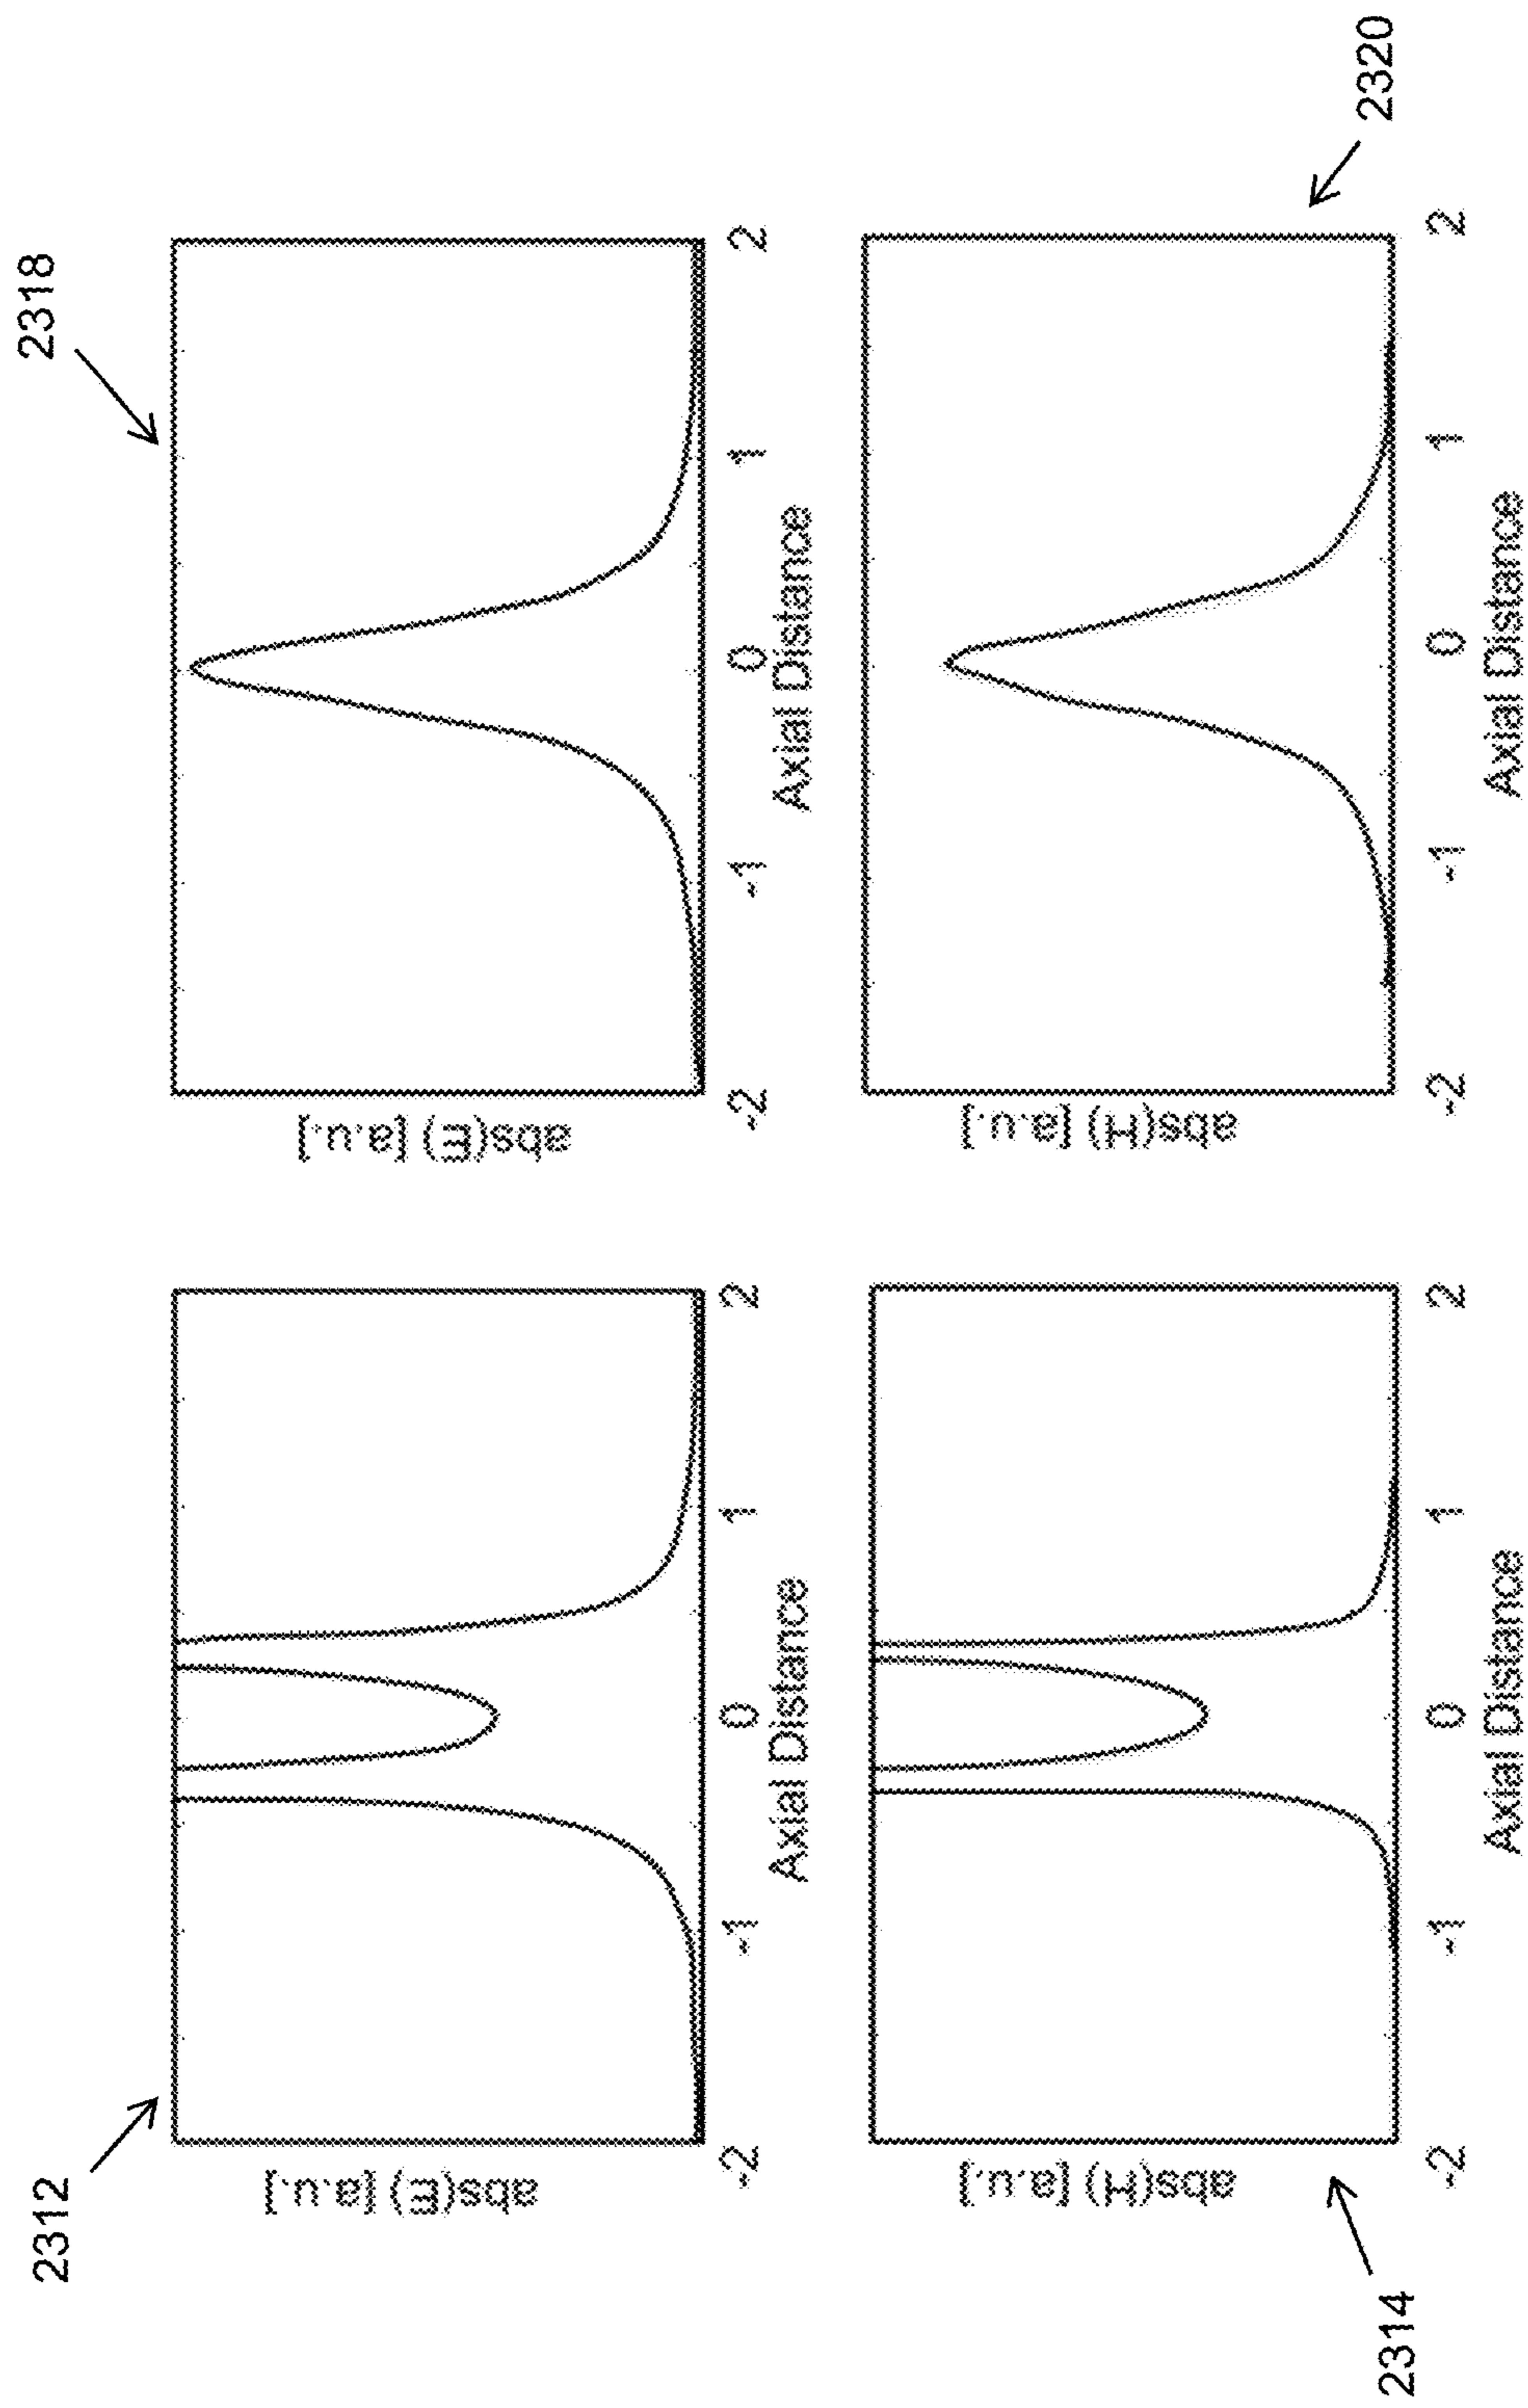 2312
abs(E) [a.u.]
-2 -1 0 1 2
Axial Distance
2318
abs(E) [a.u.]
-2 -1 0 1 2
Axial Distance
2314
abs(H) [a.u.]
-2 -1 0 1 2
Axial Distance
2320
abs(H) [a.u.]
-2 -1 0 1 2
Axial Distance